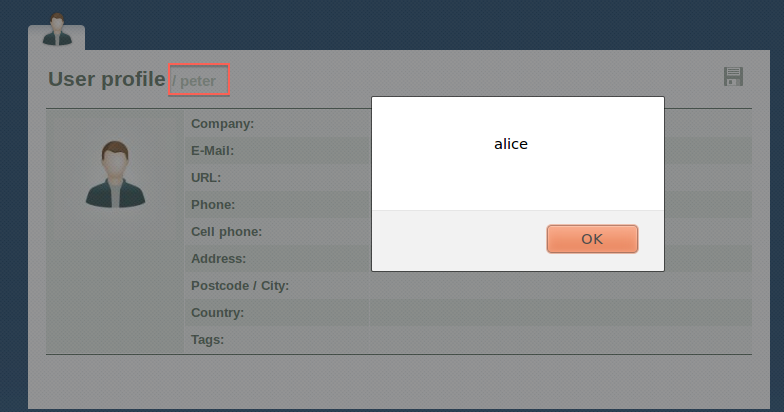 User profile / peter
alice
OK
Company:
E-Mail:
URL:
Phone:
Cell phone:
Address:
Postcode / City:
Country:
Tags: